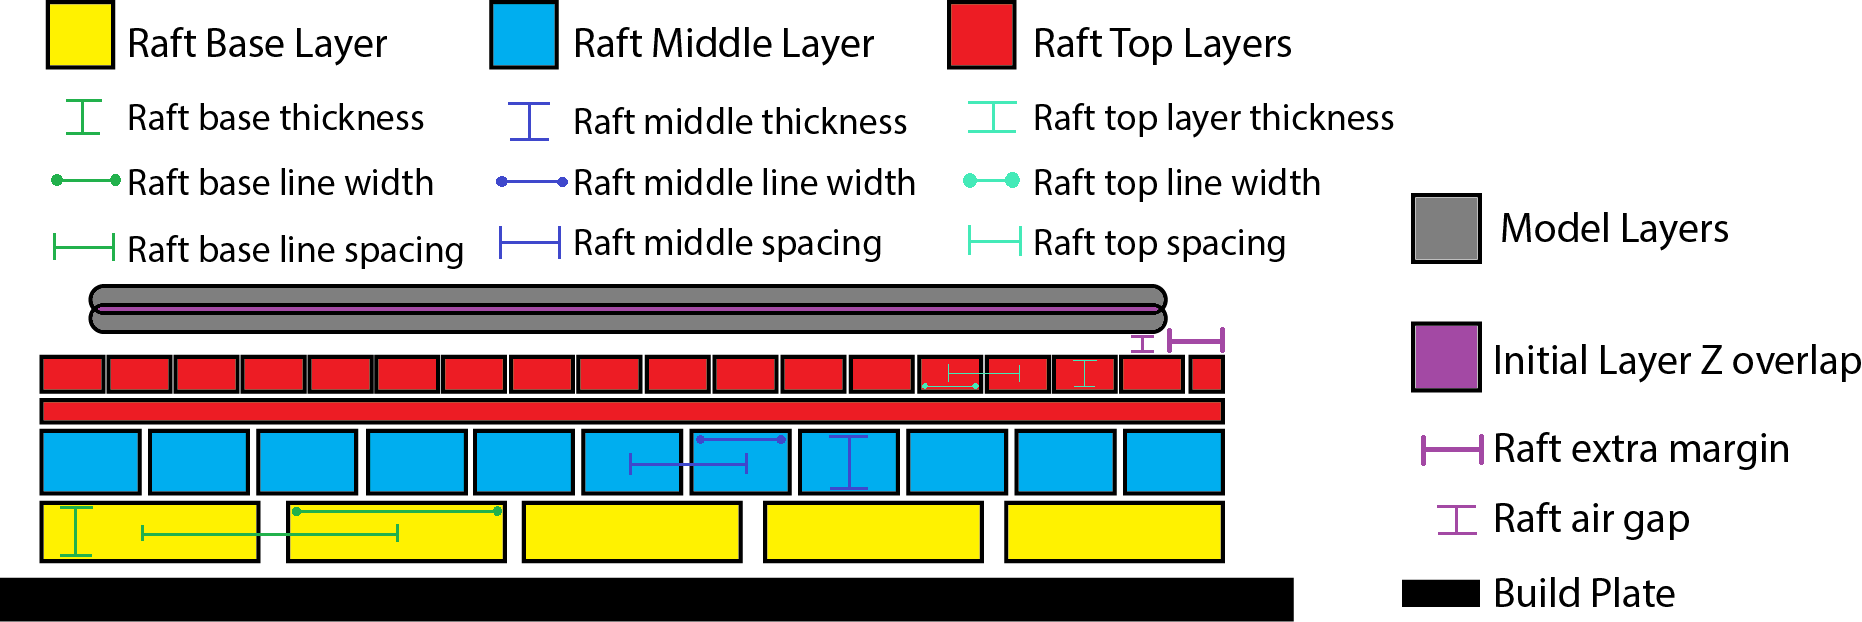 Raft Base Layer
Raft Middle Layer
Raft Top Layers
Raft base thickness
Raft middle thickness
Raft top layer thickness
Raft base line width
Raft middle line width
Raft top line width
Raft base line spacing
Raft middle spacing
Raft top spacing
Model Layers
Initial Layer Z overlap
Raft extra margin
Raft air gap
Build Plate